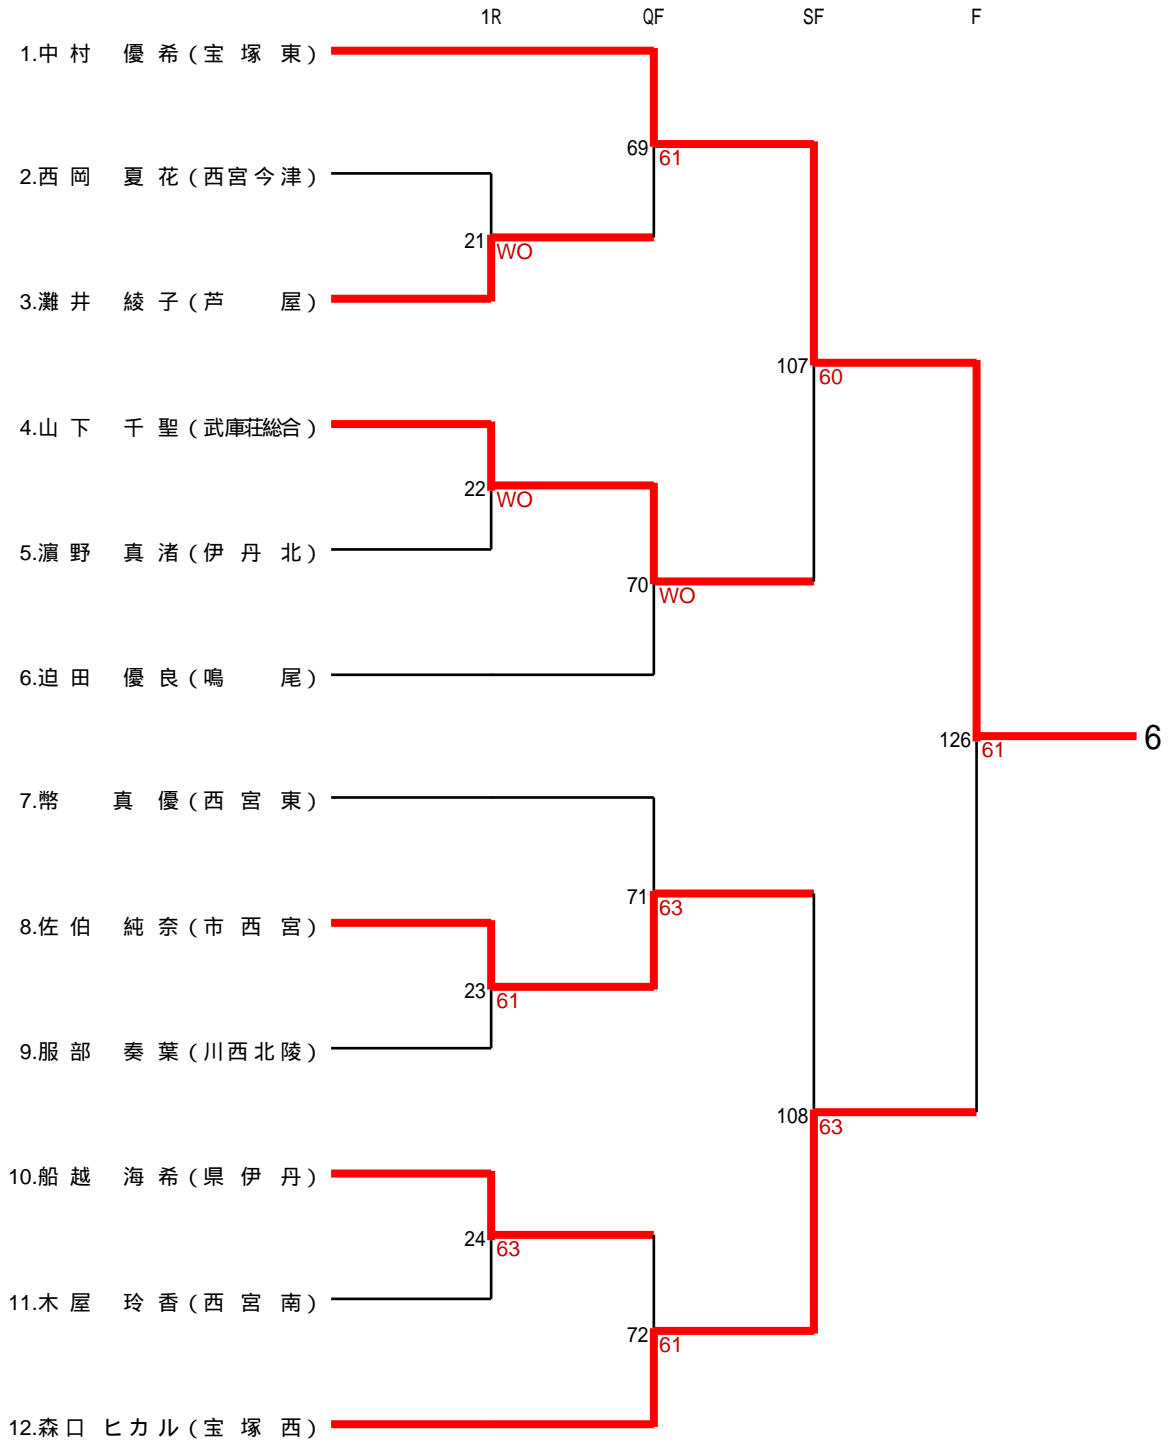 1R QF SF F
1.中村 優希(宝塚東)
69 61
2.西岡 夏花(西宮今津)
21 WO
3.灘井 綾子(芦屋)
107 60
4.山下 千聖(武庫荘総合)
22 WO
5.濵野 真渚(伊丹北)
70 WO
6.迫田 優良(鳴尾)
126 61 6
7.幣 真優(西宮東)
71 63
8.佐伯 純奈(市西宮)
23 61
9.服部 奏葉(川西北陵)
108 63
10.船越 海希(県伊丹)
24 63
11.木屋 玲香(西宮南)
72 61
12.森口 ヒカル(宝塚西)